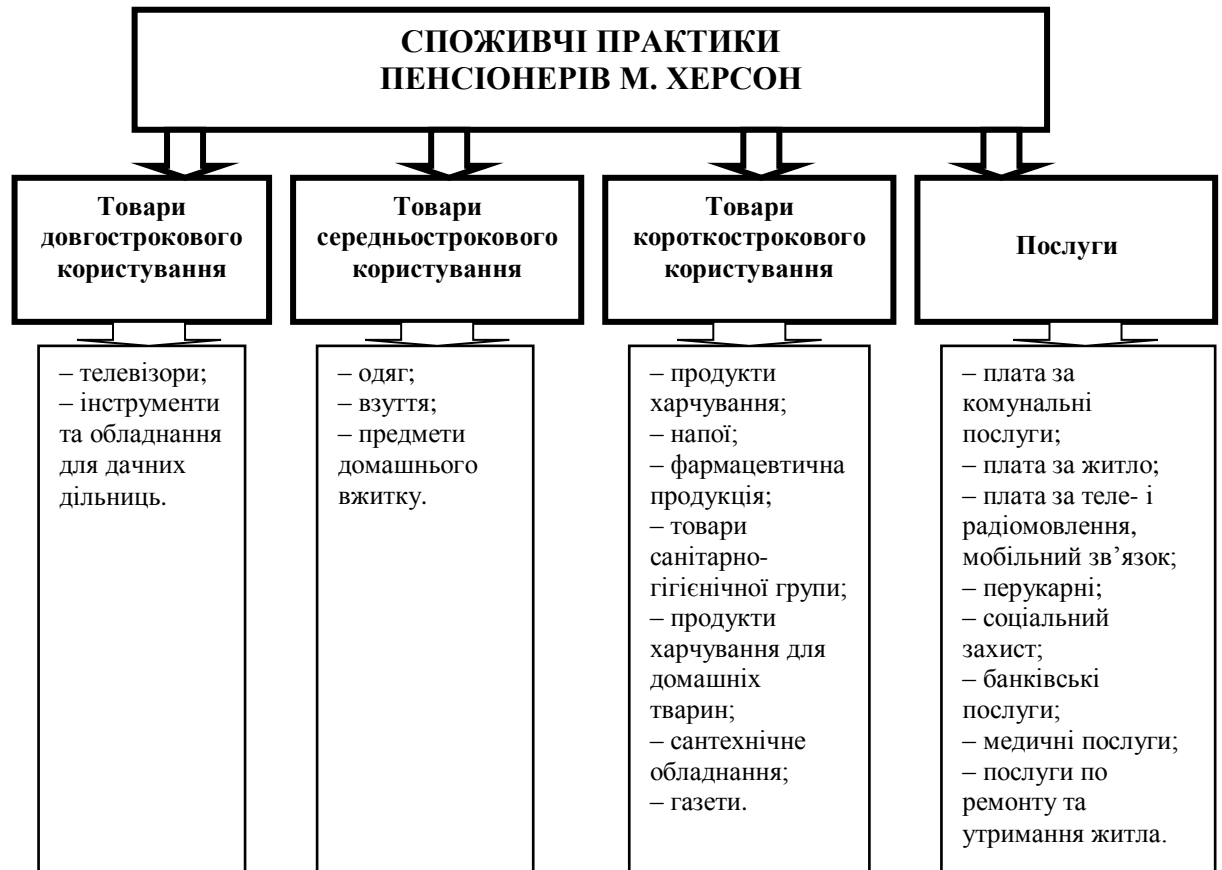 СПОЖИВЧІ ПРАКТИКИ
ПЕНСІОНЕРІВ М. ХЕРСОН
Товари
довгострокового
користування
Товари
середньострокового
користування
Товари
короткострокового
користування
Послуги
– телевізори;
– інструменти
та обладнання
для дачних
дільниць.
– одяг;
– взуття;
– предмети
домашнього
вжитку.
– продукти
харчування;
– напої;
– фармацевтична
продукція;
– товари
санітарно-
гігієнічної групи;
– продукти
харчування для
домашніх
тварин;
– сантехнічне
обладнання;
– газети.
– плата за
комунальні
послуги;
– плата за житло;
– плата за теле- і
радіомовлення,
мобільний зв’язок;
– перукарні;
– соціальний
захист;
– банківські
послуги;
– медичні послуги;
– послуги по
ремонту та
утримання житла.